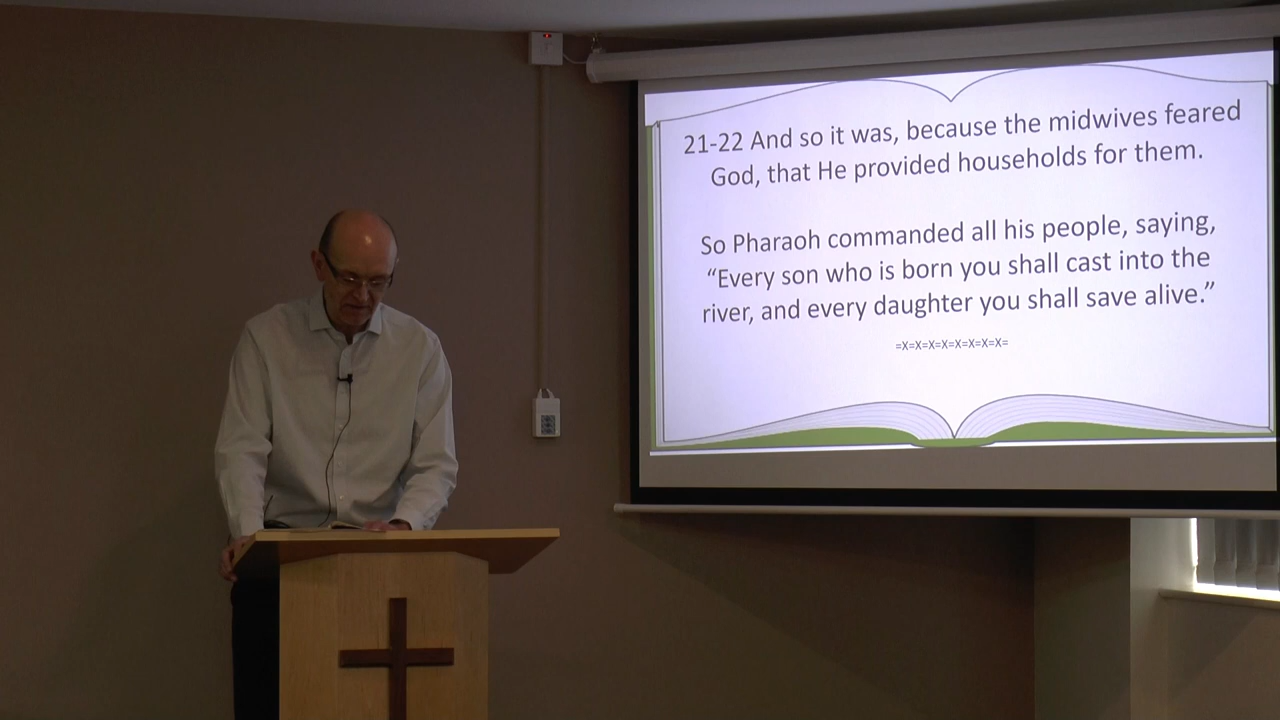 21-22 And so it was, because the midwives feared
God, that He provided households for them.
So Pharaoh commanded all his people, saying,
“Every son who is born you shall cast into the
river, and every daughter you shall save alive.”
=X=X=X=X=X=X=X=X=